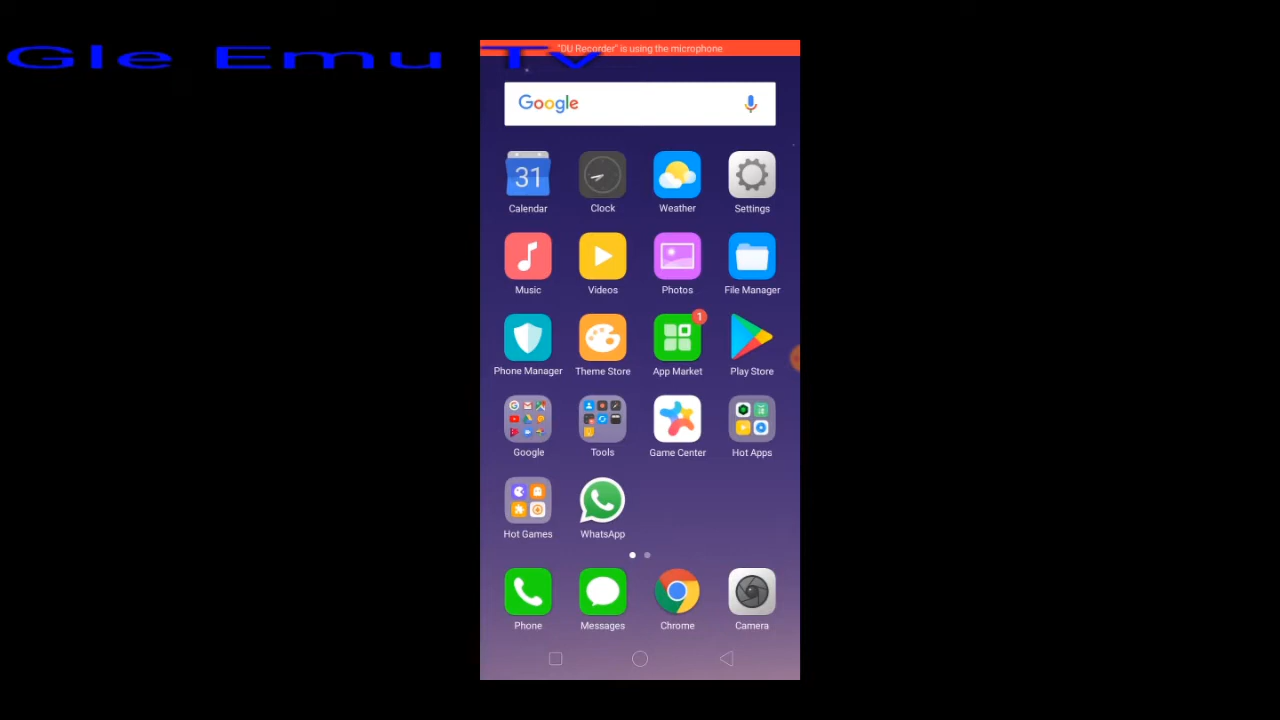 Gle Emu Tv
"DU Recorder" is using the microphone
Google
31
Calendar
Clock
Weather
Settings
Music
Videos
Photos
File Manager
1
Phone Manager
Theme Store
App Market
Play Store
Google
Tools
Game Center
Hot Apps
Hot Games
WhatsApp
Phone
Messages
Chrome
Camera